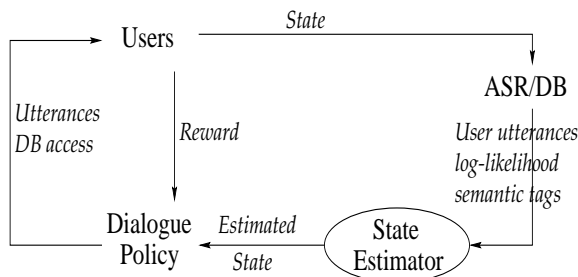 State
Users
ASR/DB
Utterances
DB access
Reward
User utterances
log-likelihood
semantic tags
Dialogue
Policy
Estimated
State
State
Estimator